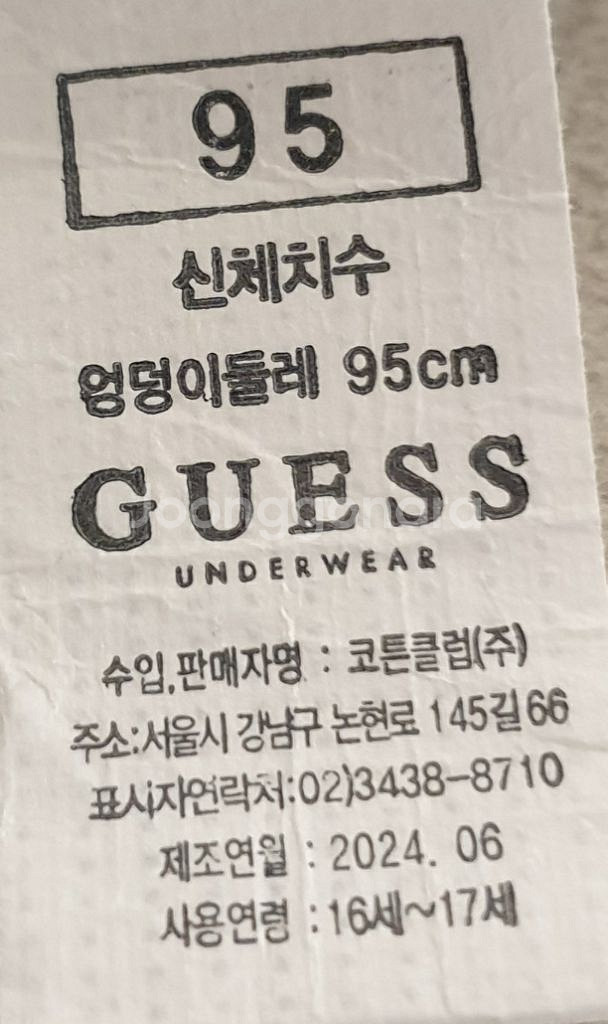 95
신체치수
엉덩이둘레 95cm
GUESS
UNDERWEAR
수입,판매자명 : 코튼클럽(주)
주소:서울시 강남구 논현로 145길 66
표시자연락처:02)3438-8710
제조연월 : 2024. 06
사용연령 : 16세~17세